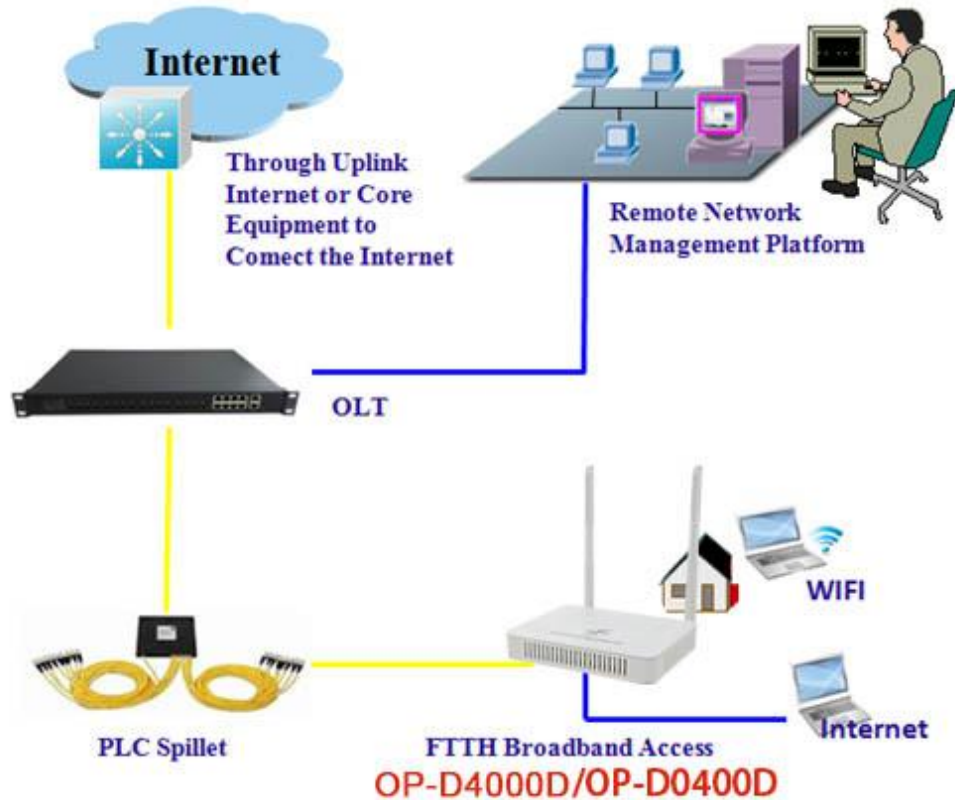 Internet
Through Uplink
Internet or Core
Equipment to
Comect the Internet
Remote Network
Management Platform
OLT
WIFI
Internet
PLC Spillet
FTTH Broadband Access
OP-D4000D/OP-D0400D